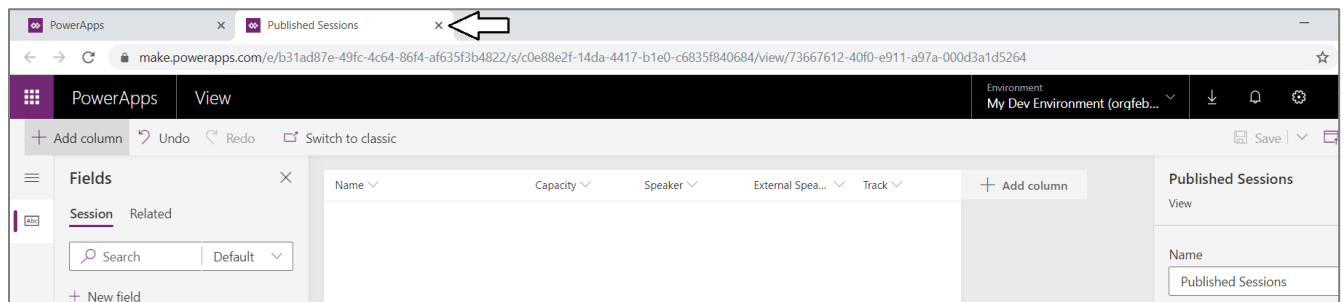 PowerApps
Published Sessions
make.powerapps.com/e/b31ad87e-49fc-4c64-86f4-af635f3b4822/s/c0e88e2f-14da-4417-b1e0-c6835f840684/view/73667612-40f0-e911-a97a-000d3a1d5264
PowerApps View
Environment
My Dev Environment (orgfeb...
Add column Undo Redo Switch to classic Save
Fields
Session Related
Search Default
New field
Abc
Name Capacity Speaker External Spea... Track Add column
Published Sessions
View
Name
Published Sessions